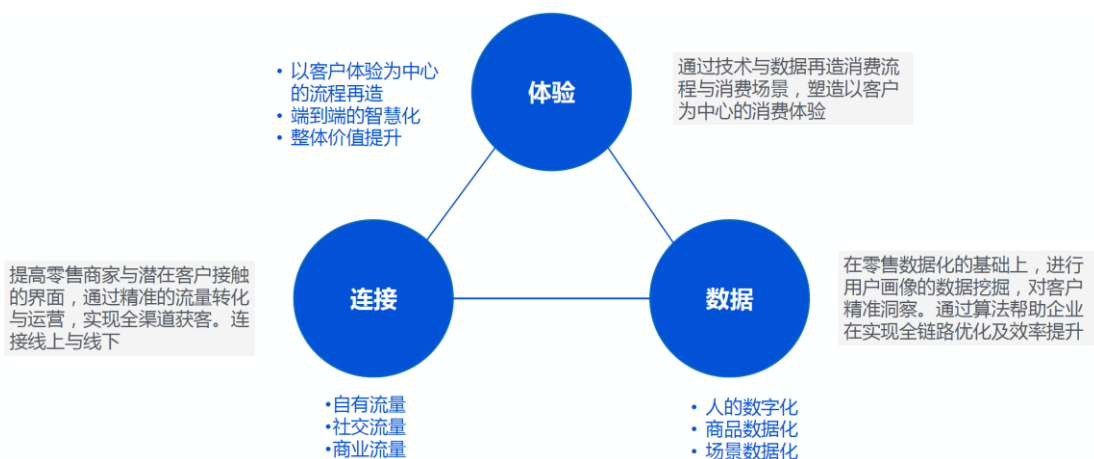 • 以客户体验为中心
的流程再造
• 端到端的智慧化
• 整体价值提升
体验
通过技术与数据再造消费流
程与消费场景，塑造以客户
为中心的消费体验
提高零售商家与潜在客户接触
的界面，通过精准的流量转化
与运营，实现全渠道获客。连
接线上与线下
连接
•自有流量
•社交流量
•商业流量
数据
在零售数据化的基础上，进行
用户画像的数据挖掘，对客户
精准洞察。通过算法帮助企业
在实现全链路优化及效率提升
• 人的数字化
• 商品数据化
• 场景数据化